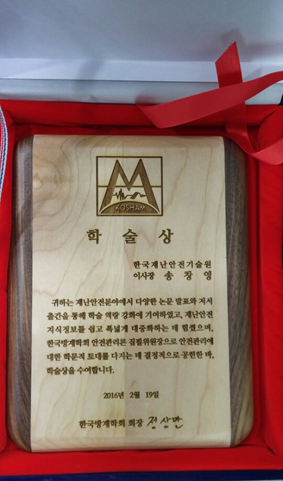 KOSHAM
학 술 상
한국재난안전기술원
이사장 송 창 영
귀하는 재난안전분야에서 다양한 논문 발표와 저서
출간을 통해 학술 역량 강화에 기여하였고, 재난안전
지식정보를 쉽고 폭넓게 대중화하는 데 힘썼으며,
한국방재학회 안전관리론 집필위원장으로 안전관리에
대한 학문적 토대를 다지는 데 결정적으로 공헌한 바,
학술상을 수여합니다.
2016년 2월 19일
한국방재학회 회장 정상만